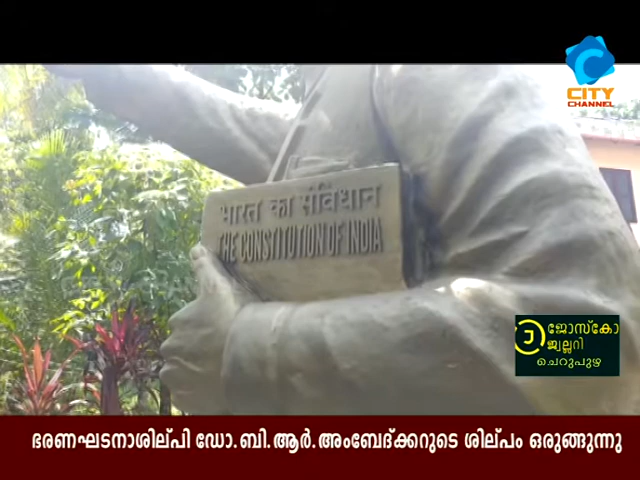 CITY
CHANNEL
भारत का संविधान
THE CONSTITUTION OF INDIA
ജോസ്കോ
ജ്വല്ലറി
ചെറുപുഴ
ഭരണഘടനാശില്പി ഡോ.ബി.ആർ.അംബേദ്ക്കറുടെ ശില്പം ഒരുങ്ങുന്നു